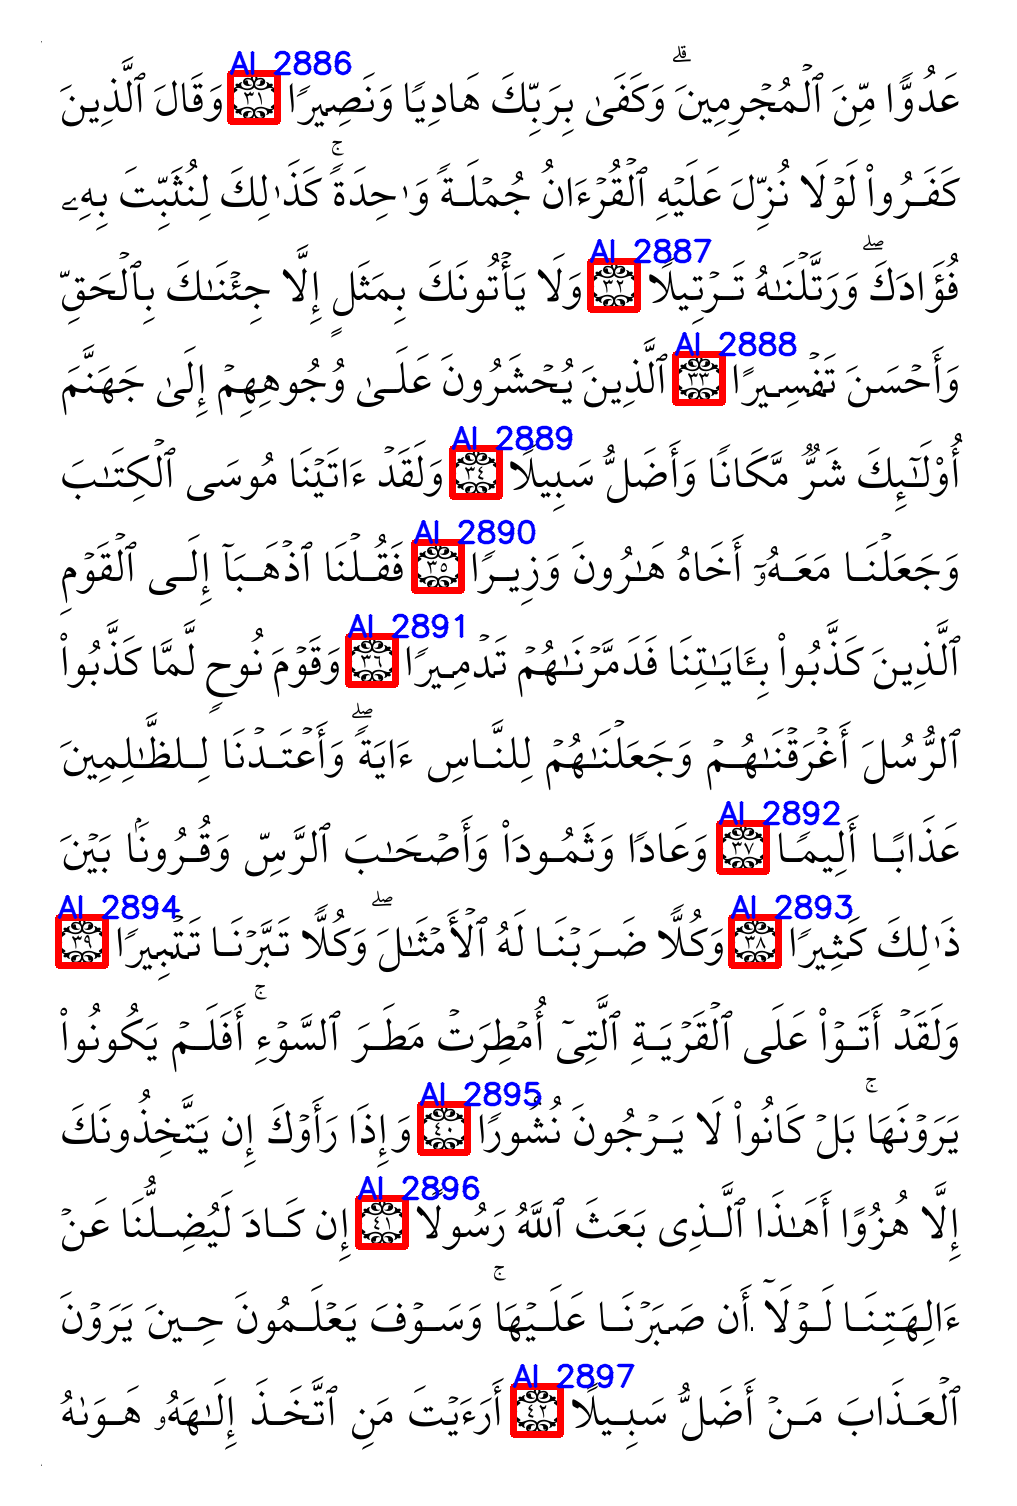 عَدُوًّا مِّنَ ٱلْمُجْرِمِينَ ۗ وَكَفَىٰ بِرَبِّكَ هَادِيًا وَنَصِيرًا ٣١ AI_2886 وَقَالَ ٱلَّذِينَ
كَفَرُوا۟ لَوْلَا نُزِّلَ عَلَيْهِ ٱلْقُرْءَانُ جُمْلَةً وَٰحِدَةً ۚ كَذَٰلِكَ لِنُثَبِّتَ بِهِۦ
فُؤَادَكَ ۖ وَرَتَّلْنَٰهُ تَرْتِيلًا ٣٢ AI_2887 وَلَا يَأْتُونَكَ بِمَثَلٍ إِلَّا جِئْنَٰكَ بِٱلْحَقِّ
وَأَحْسَنَ تَفْسِيرًا ٣٣ AI_2888 ٱلَّذِينَ يُحْشَرُونَ عَلَىٰ وُجُوهِهِمْ إِلَىٰ جَهَنَّمَ
أُو۟لَٰٓئِكَ شَرٌّ مَّكَانًا وَأَضَلُّ سَبِيلًا ٣٤ AI_2889 وَلَقَدْ ءَاتَيْنَا مُوسَى ٱلْكِتَٰبَ
وَجَعَلْنَا مَعَهُۥٓ أَخَاهُ هَٰرُونَ وَزِيرًا ٣٥ AI_2890 فَقُلْنَا ٱذْهَبَآ إِلَى ٱلْقَوْمِ
ٱلَّذِينَ كَذَّبُوا۟ بِـَٔايَٰتِنَا فَدَمَّرْنَٰهُمْ تَدْمِيرًا ٣٦ AI_2891 وَقَوْمَ نُوحٍ لَّمَّا كَذَّبُوا۟
ٱلرُّسُلَ أَغْرَقْنَٰهُمْ وَجَعَلْنَٰهُمْ لِلنَّاسِ ءَايَةً ۖ وَأَعْتَدْنَا لِلظَّٰلِمِينَ
عَذَابًا أَلِيمًا ٣٧ AI_2892 وَعَادًا وَثَمُودَا۟ وَأَصْحَٰبَ ٱلرَّسِّ وَقُرُونًۢا بَيْنَ
ذَٰلِكَ كَثِيرًا ٣٨ AI_2893 وَكُلًّا ضَرَبْنَا لَهُ ٱلْأَمْثَٰلَ ۖ وَكُلًّا تَبَّرْنَا تَتْبِيرًا ٣٩ AI_2894
وَلَقَدْ أَتَوْا۟ عَلَى ٱلْقَرْيَةِ ٱلَّتِىٓ أُمْطِرَتْ مَطَرَ ٱلسَّوْءِ ۚ أَفَلَمْ يَكُونُوا۟
يَرَوْنَهَا ۚ بَلْ كَانُوا۟ لَا يَرْجُونَ نُشُورًا ٤٠ AI_2895 وَإِذَا رَأَوْكَ إِن يَتَّخِذُونَكَ
إِلَّا هُزُوًا أَهَٰذَا ٱلَّذِى بَعَثَ ٱللَّهُ رَسُولًا ٤١ AI_2896 إِن كَادَ لَيُضِلُّنَا عَنْ
ءَالِهَتِنَا لَوْلَآ أَن صَبَرْنَا عَلَيْهَا ۚ وَسَوْفَ يَعْلَمُونَ حِينَ يَرَوْنَ
ٱلْعَذَابَ مَنْ أَضَلُّ سَبِيلًا ٤٢ AI_2897 أَرَءَيْتَ مَنِ ٱتَّخَذَ إِلَٰهَهُۥ هَوَىٰهُ